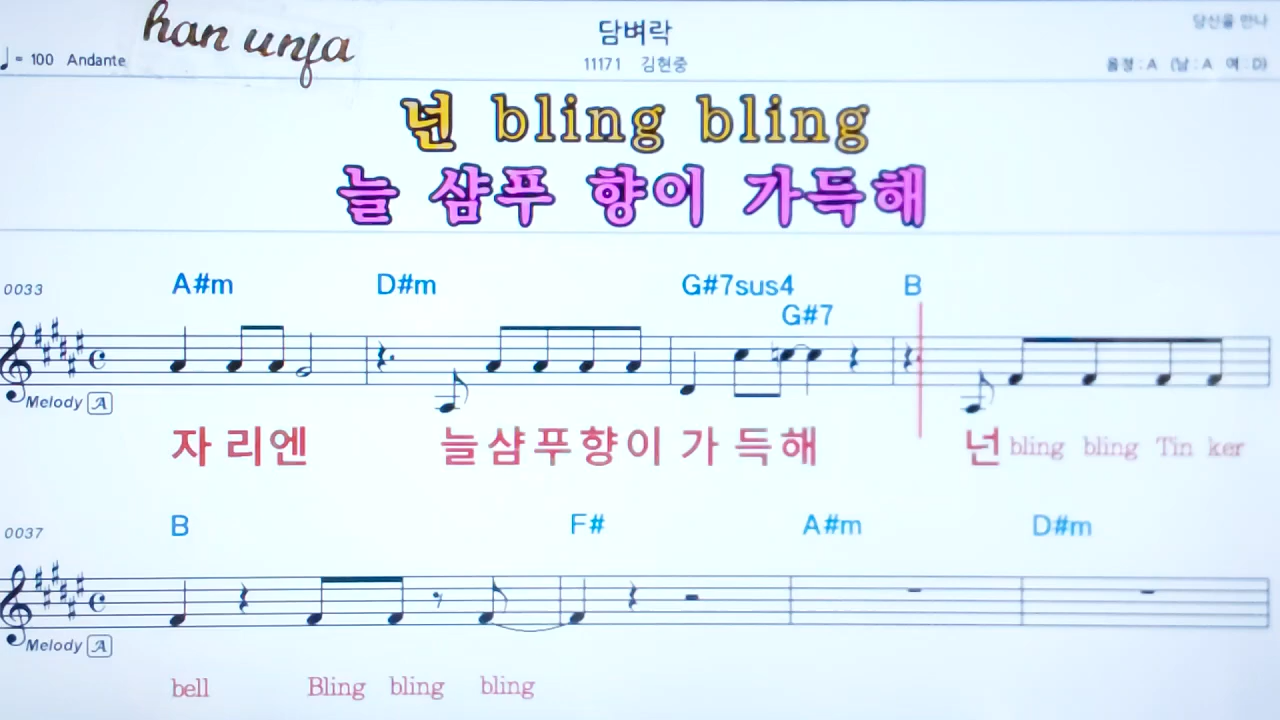 han unfa
담벼락
당신을 만나
♩= 100 Andante
11171 김현중
음정 : A (남 : A 여 : D)
넌 bling bling
늘 샴푸 향이 가득해
A#m D#m G#7sus4 B
0033
G#7
Melody A
자 리 엔 늘 샴 푸 향 이 가 득 해 넌 bling bling Tin ker
B F# A#m D#m
0037
Melody A
bell Bling bling bling